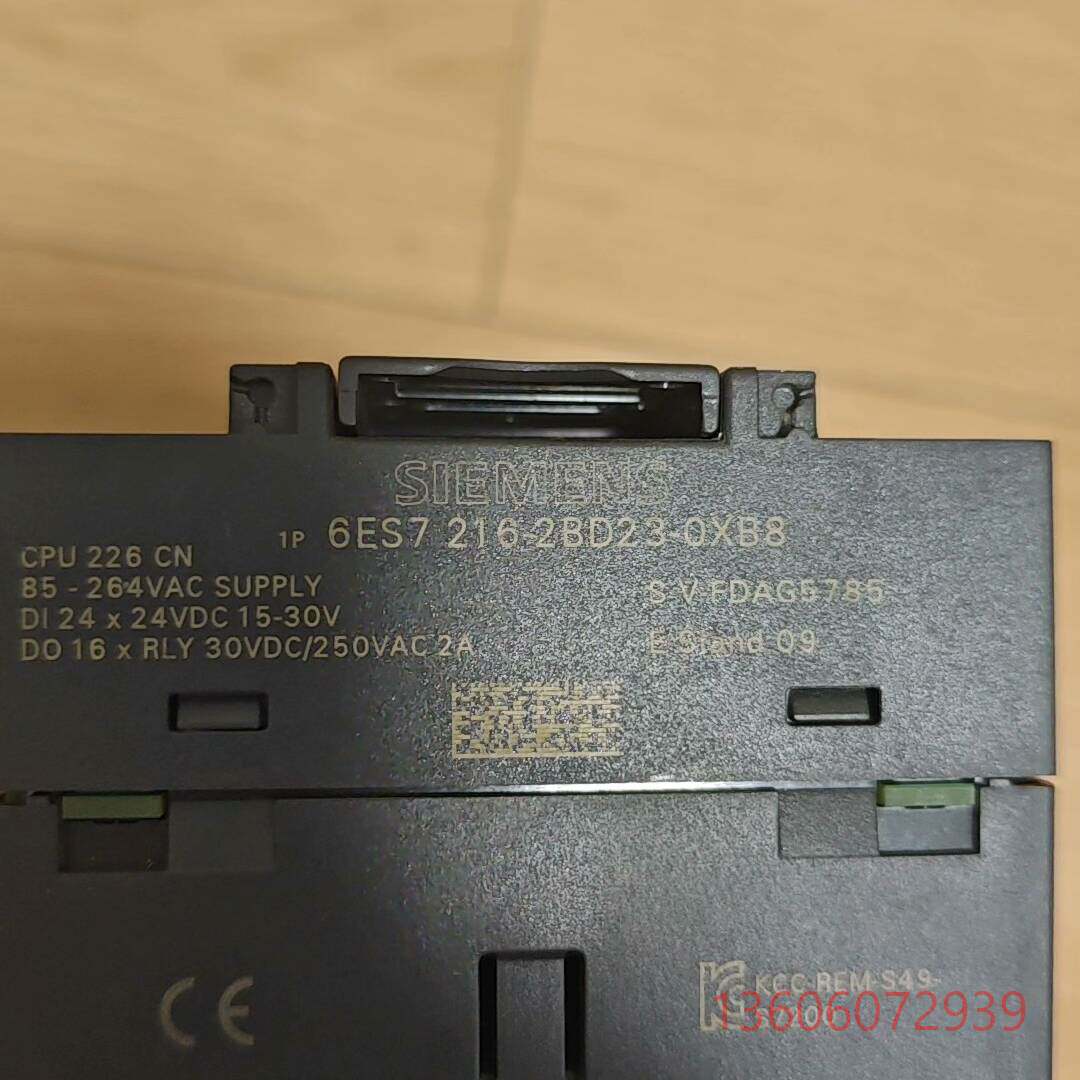 SIEMENS
1P 6ES7 216-2BD23-0XB8
CPU 226 CN
85 - 264VAC SUPPLY
DI 24 x 24VDC 15-30V
DO 16 x RLY 30VDC/250VAC 2A
S V-FDAG5785
E-Stand 09
CE
KCC-REM-S49-
13606072939